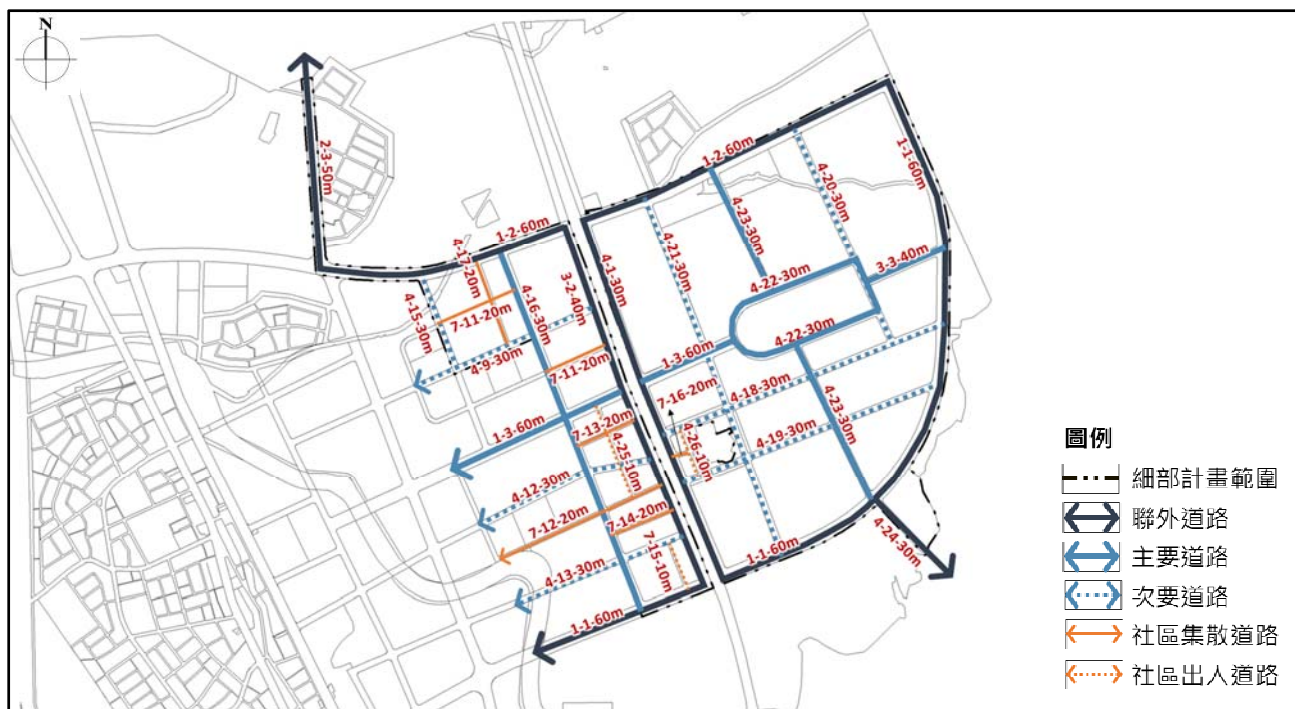 N
2-3-50m
1-2-60m
1-1-60m
4-20-30m
4-23-30m
4-21-30m
3-3-40m
4-22-30m
4-22-30m
1-2-60m
4-17-20m
4-1-30m
3-2-40m
4-16-30m
4-15-30m
7-11-20m
4-9-30m
7-11-20m
1-3-60m
7-16-20m
4-18-30m
4-23-30m
1-3-60m
7-13-20m
4-25-10m
4-26-10m
4-19-30m
4-12-30m
7-12-20m
7-14-20m
7-15-10m
4-13-30m
1-1-60m
4-24-30m
1-1-60m
圖例
細部計畫範圍
聯外道路
主要道路
次要道路
社區集散道路
社區出入道路